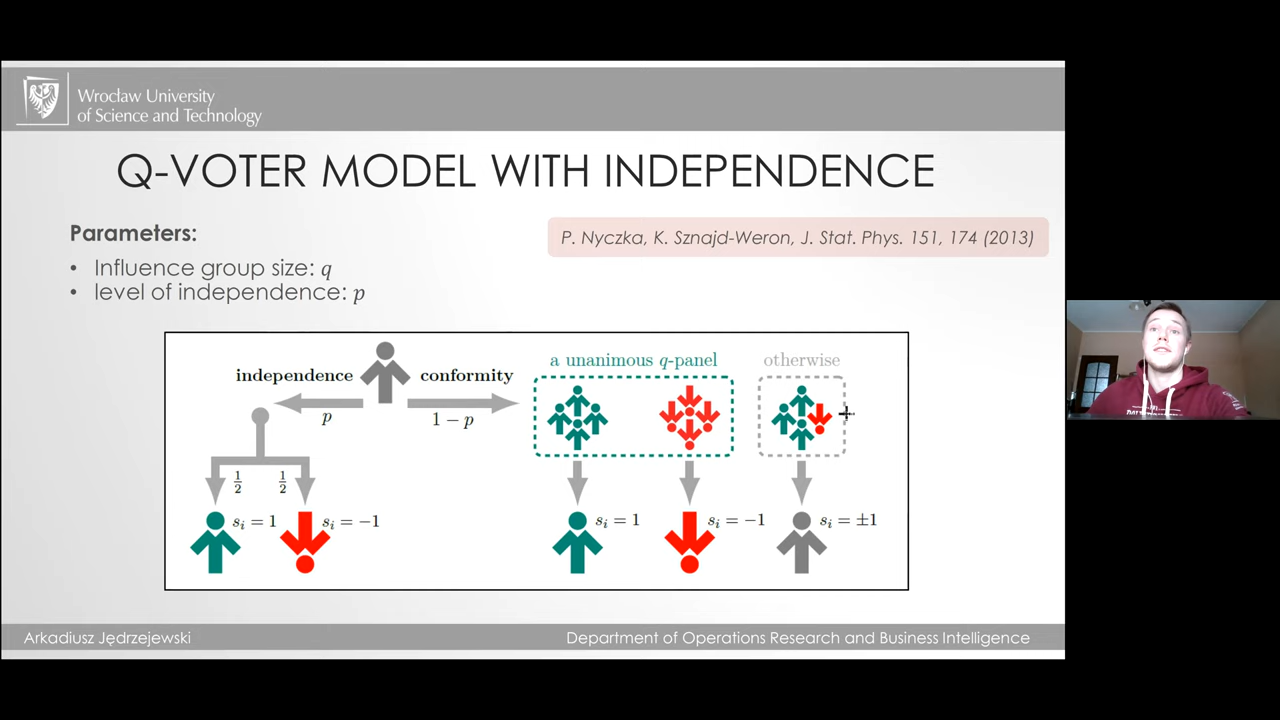 Wrocław University
of Science and Technology
Q-VOTER MODEL WITH INDEPENDENCE
Parameters:
P. Nyczka, K. Sznajd-Weron, J. Stat. Phys. 151, 174 (2013)
• Influence group size: q
• level of independence: p
a unanimous q-panel
otherwise
independence
conformity
p
1 − p
1/2
1/2
s_i = 1
s_i = −1
s_i = 1
s_i = −1
s_i = ±1
Arkadiusz Jędrzejewski
Department of Operations Research and Business Intelligence